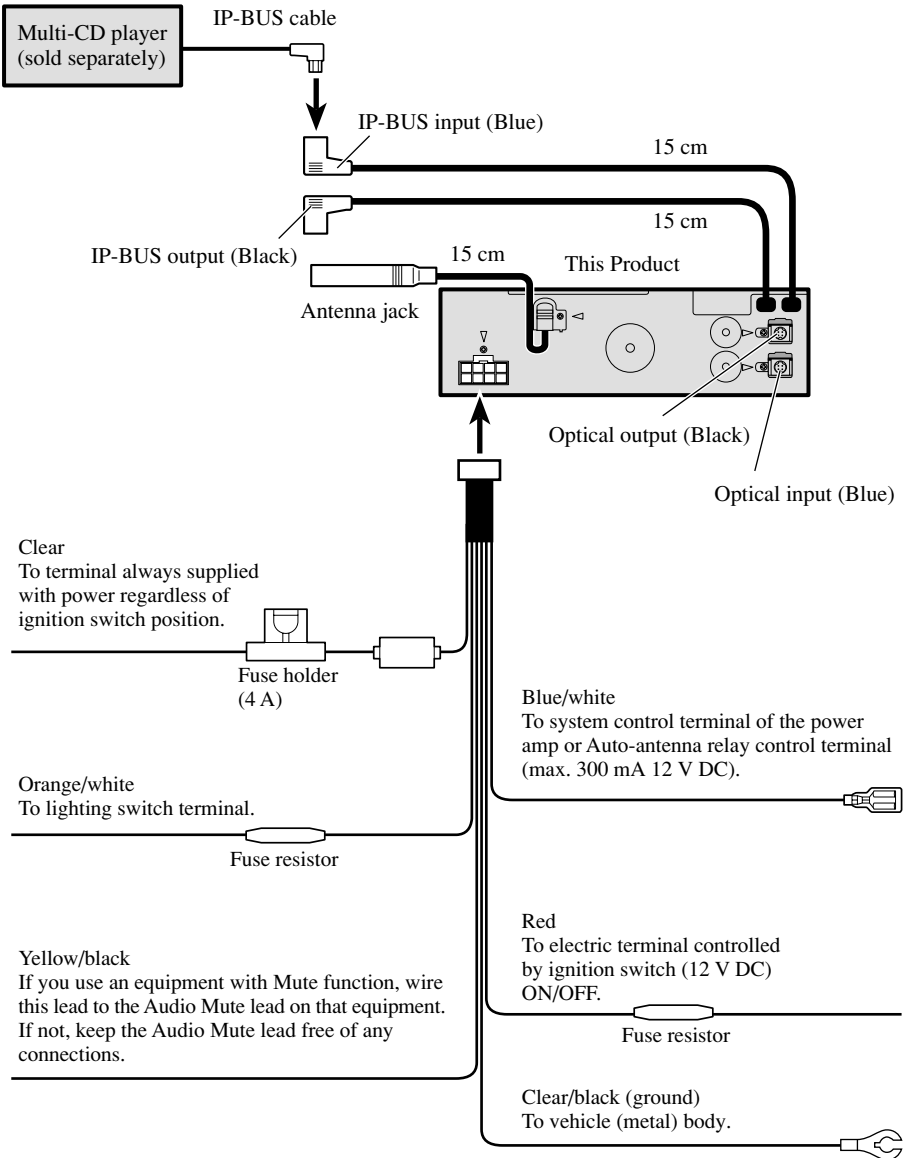 Multi-CD player
(sold separately)
IP-BUS cable
IP-BUS input (Blue)
15 cm
15 cm
IP-BUS output (Black)
15 cm
This Product
Antenna jack
Optical output (Black)
Optical input (Blue)
Clear
To terminal always supplied
with power regardless of
ignition switch position.
Fuse holder
(4 A)
Blue/white
To system control terminal of the power
amp or Auto-antenna relay control terminal
(max. 300 mA 12 V DC).
Orange/white
To lighting switch terminal.
Fuse resistor
Red
To electric terminal controlled
by ignition switch (12 V DC)
ON/OFF.
Fuse resistor
Yellow/black
If you use an equipment with Mute function, wire
this lead to the Audio Mute lead on that equipment.
If not, keep the Audio Mute lead free of any
connections.
Clear/black (ground)
To vehicle (metal) body.